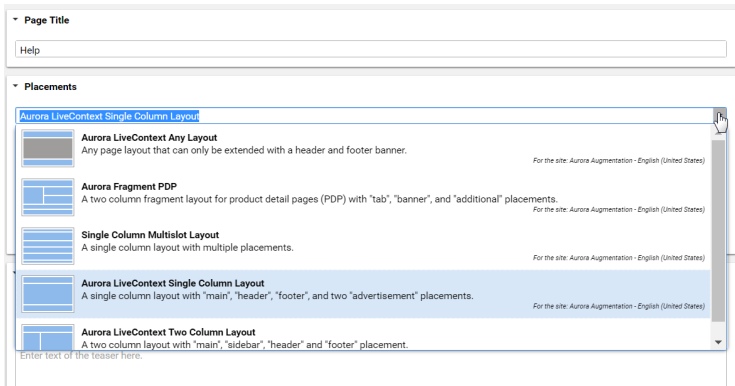 Page Title
Help
Placements
Aurora LiveContext Single Column Layout
Aurora LiveContext Any Layout
Any page layout that can only be extended with a header and footer banner.
For the site: Aurora Augmentation - English (United States)
Aurora Fragment PDP
A two column fragment layout for product detail pages (PDP) with "tab", "banner", and "additional" placements.
For the site: Aurora Augmentation - English (United States)
Single Column Multislot Layout
A single column layout with multiple placements.
For the site: Aurora Augmentation - English (United States)
Aurora LiveContext Single Column Layout
A single column layout with "main", "header", "footer", and two "advertisement" placements.
For the site: Aurora Augmentation - English (United States)
Aurora LiveContext Two Column Layout
A two column layout with "main", "sidebar", "header" and "footer" placement.
Enter text of the teaser here.